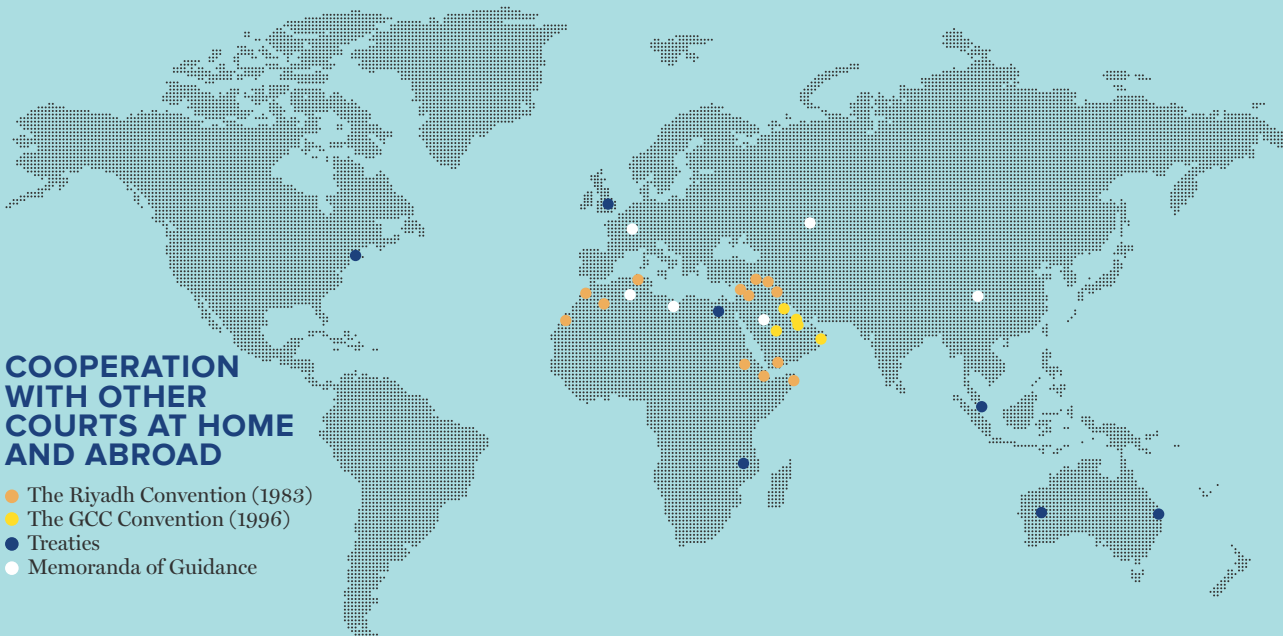 COOPERATION
WITH OTHER
COURTS AT HOME
AND ABROAD
The Riyadh Convention (1983)
The GCC Convention (1996)
Treaties
Memoranda of Guidance